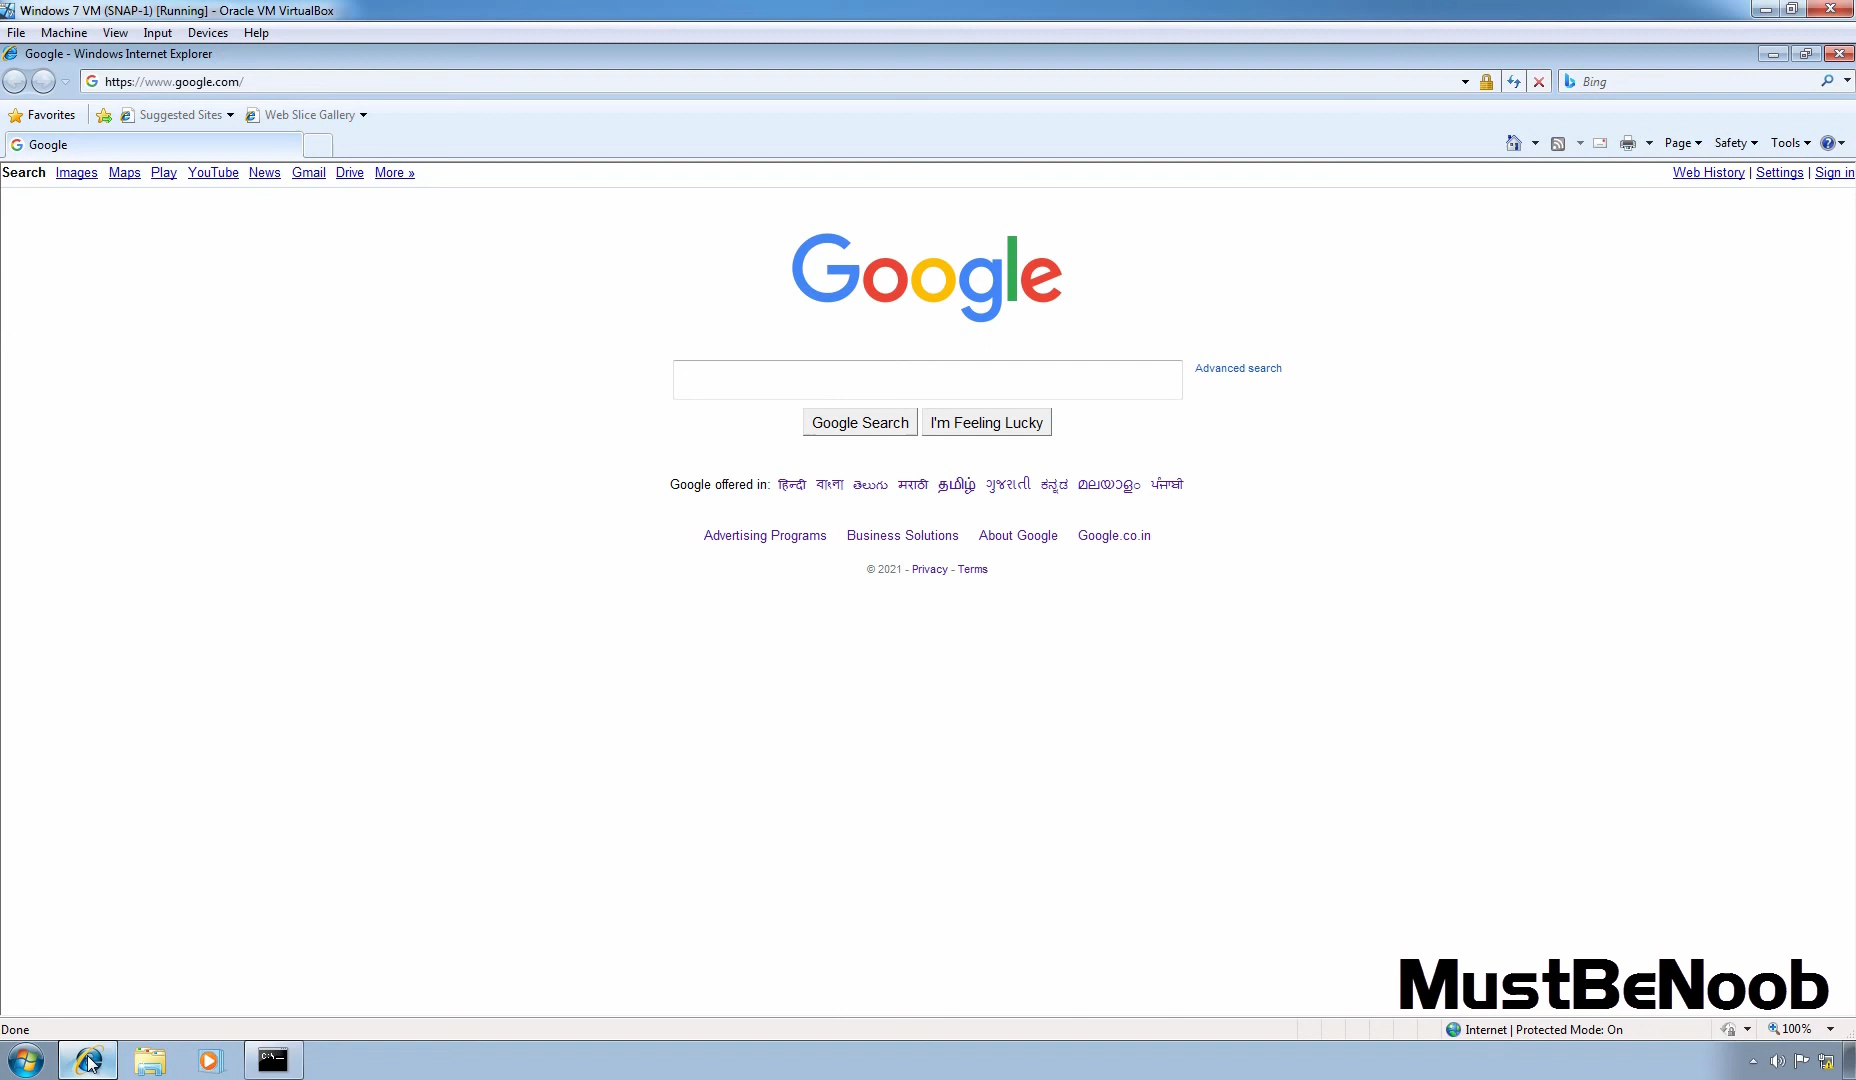 Windows 7 VM (SNAP-1) [Running] - Oracle VM VirtualBox
File Machine View Input Devices Help
Google - Windows Internet Explorer
https://www.google.com/
Bing
Favorites Suggested Sites Web Slice Gallery
Google
Page Safety Tools
Search Images Maps Play YouTube News Gmail Drive More »
Web History | Settings | Sign in
Google
Advanced search
Google Search I'm Feeling Lucky
Google offered in: हिन्दी বাংলা తెలుగు मराठी தமிழ் ગુજરાતી ಕನ್ನಡ മലയാളം ਪੰਜਾਬੀ
Advertising Programs Business Solutions About Google Google.co.in
© 2021 - Privacy - Terms
MustBeNoob
Done
Internet | Protected Mode: On
100%
C:\